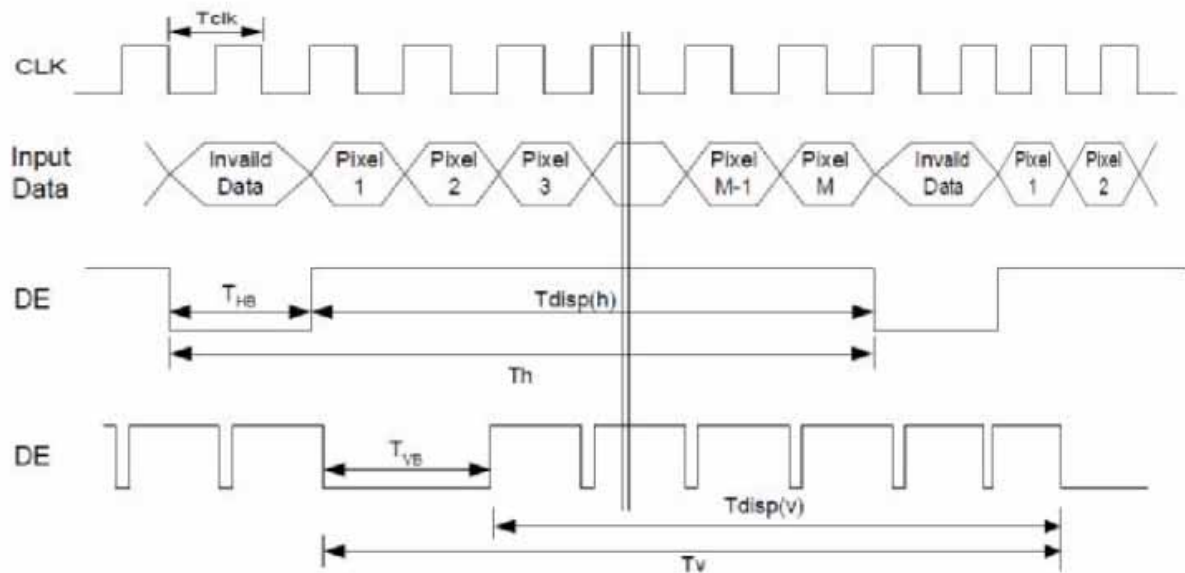 Tclk
CLK
Input
Data
Invaild
Data
Pixel
1
Pixel
2
Pixel
3
Pixel
M-1
Pixel
M
Invaild
Data
Pixel
1
Pixel
2
DE
THB
Tdisp(h)
Th
DE
TVB
Tdisp(v)
Tv